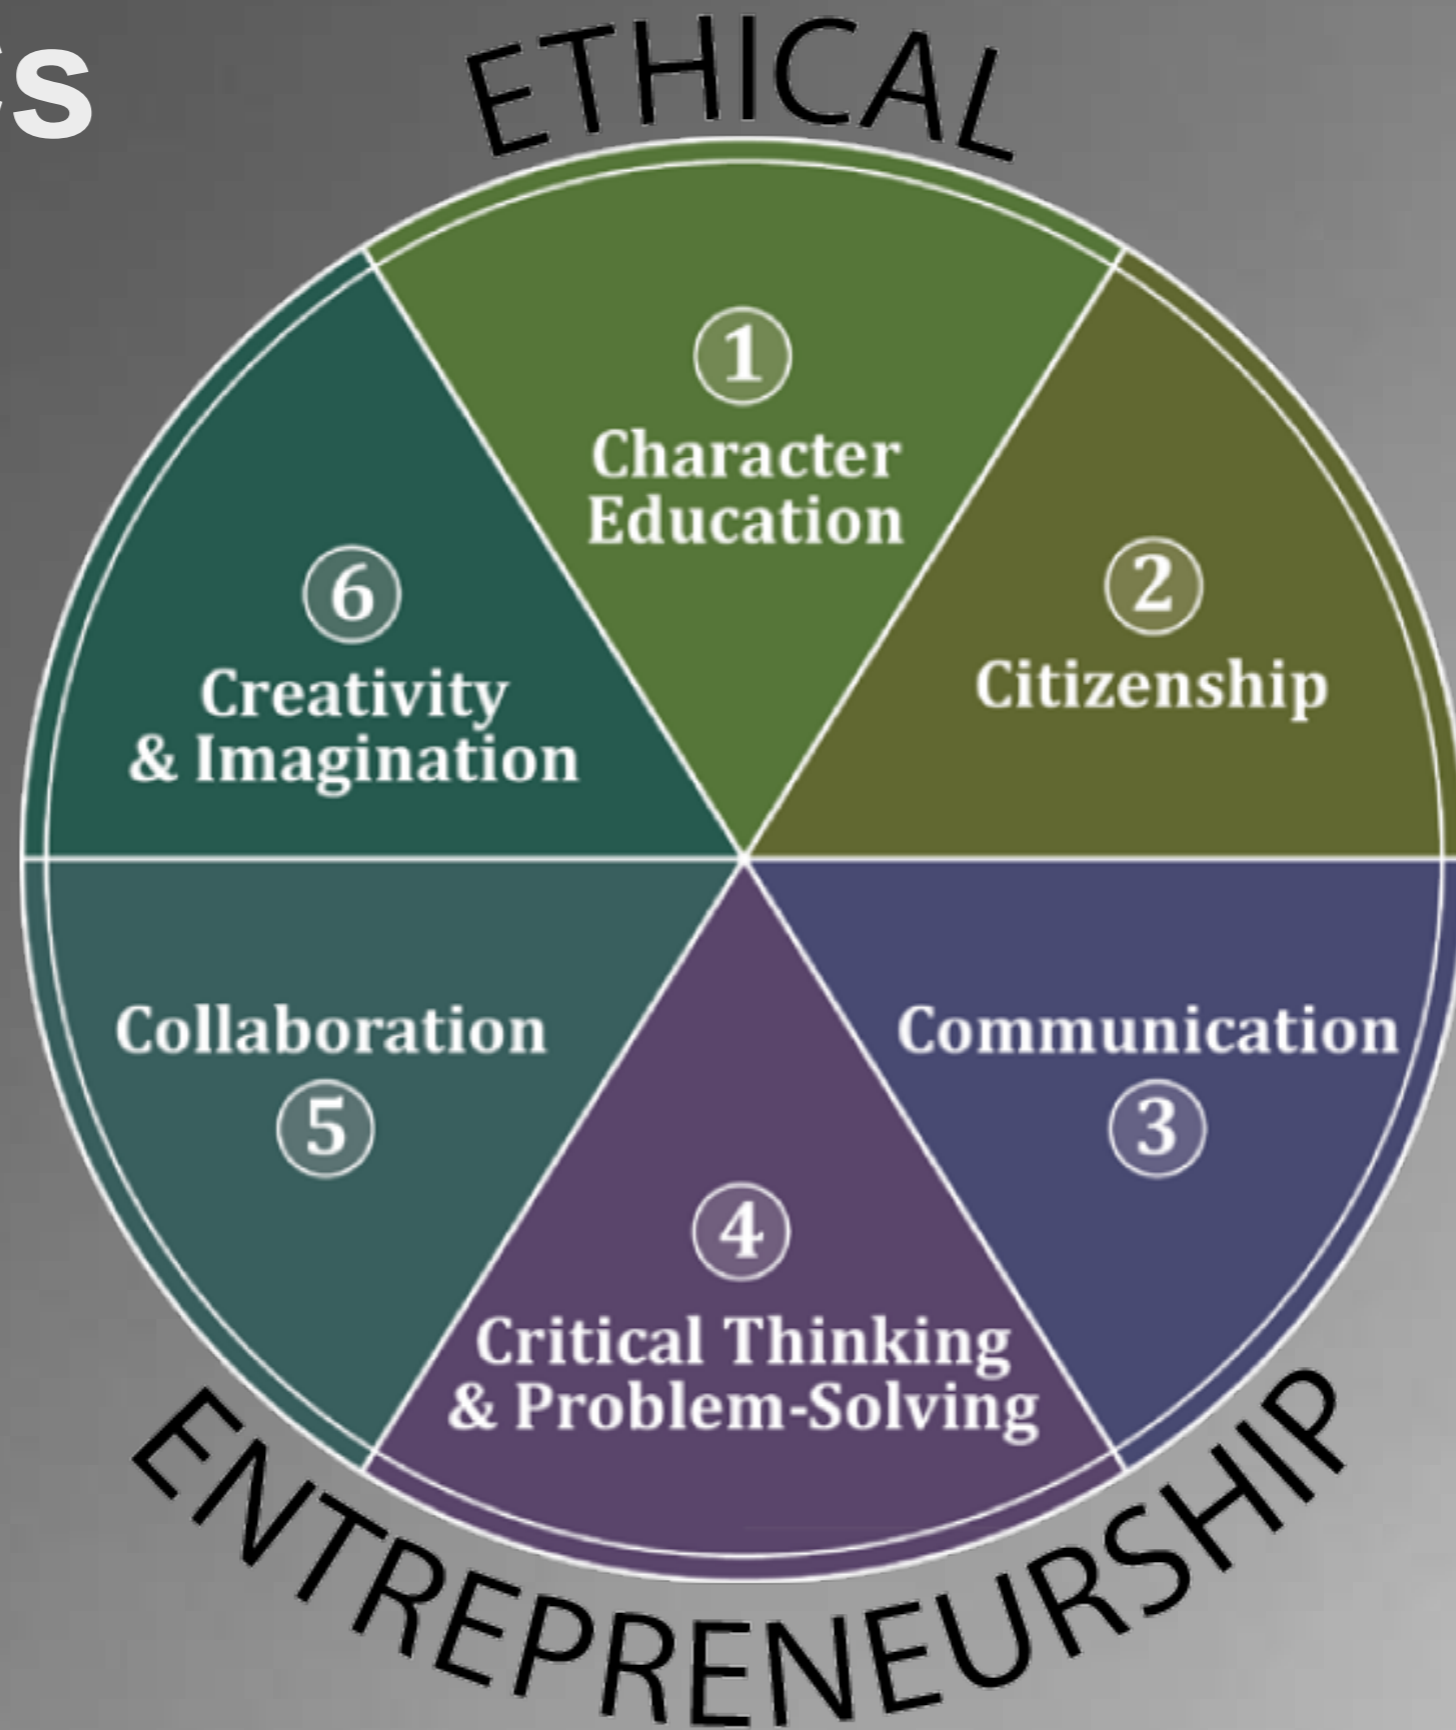 ETHICAL
1
Character
Education
2
Citizenship
Communication
3
4
Critical Thinking
& Problem-Solving
Collaboration
5
6
Creativity
& Imagination
ENTREPRENEURSHIP